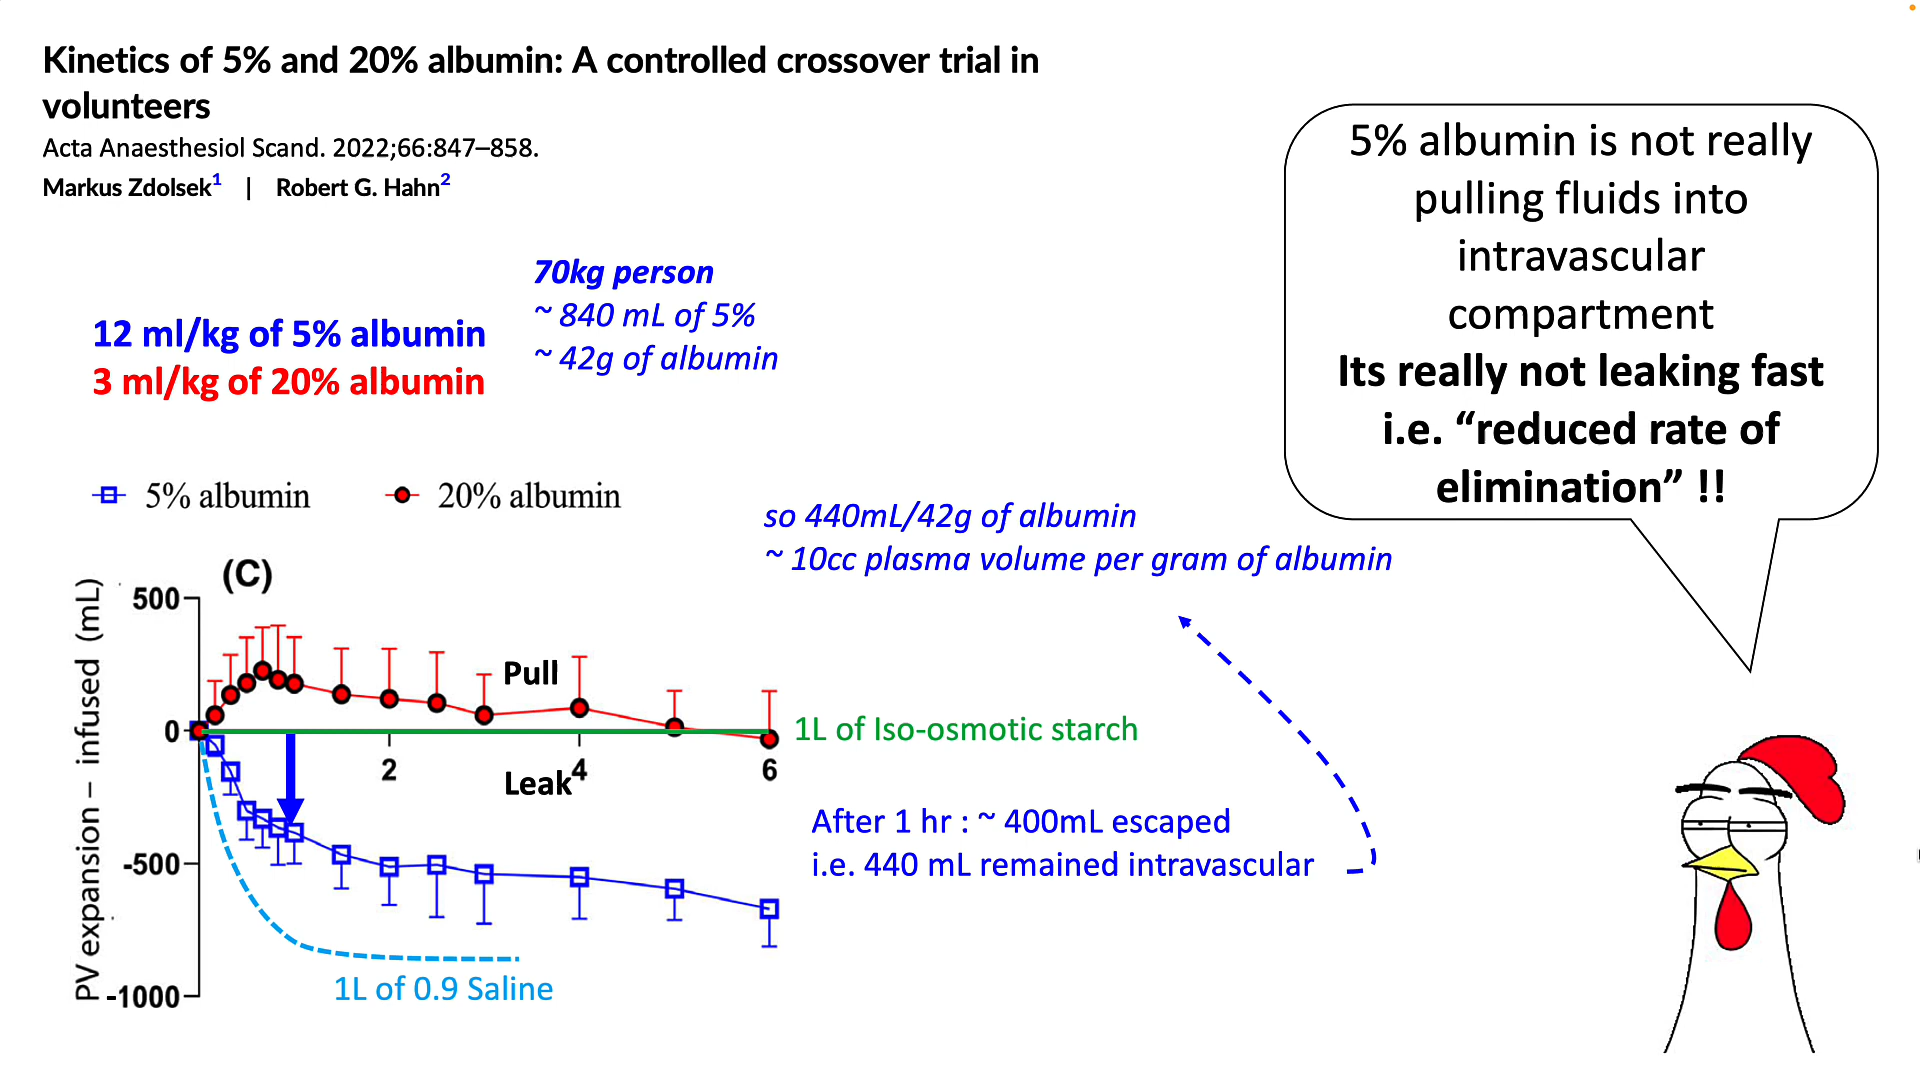 Kinetics of 5% and 20% albumin: A controlled crossover trial in
volunteers
Acta Anaesthesiol Scand. 2022;66:847–858.
Markus Zdolsek1 | Robert G. Hahn2
12 ml/kg of 5% albumin
3 ml/kg of 20% albumin
70kg person
~ 840 mL of 5%
~ 42g of albumin
5% albumin is not really
pulling fluids into
intravascular
compartment
Its really not leaking fast
i.e. “reduced rate of
elimination” !!
5% albumin
20% albumin
so 440mL/42g of albumin
~ 10cc plasma volume per gram of albumin
(C)
PV expansion – infused (mL)
500
0
-500
-1000
2
4
6
Pull
Leak
1L of Iso-osmotic starch
After 1 hr : ~ 400mL escaped
i.e. 440 mL remained intravascular
1L of 0.9 Saline